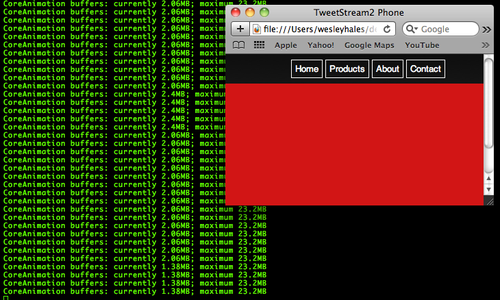 CoreAnimation buffers: currently 2.06MB; maximum 23.2MB
CoreAnimation buffers: currently 2.06MB; maximum
CoreAnimation buffers: currently 2.06MB; maximum
CoreAnimation buffers: currently 2.06MB; maximum
CoreAnimation buffers: currently 2.06MB; maximum
CoreAnimation buffers: currently 2.06MB; maximum
CoreAnimation buffers: currently 2.06MB; maximum
CoreAnimation buffers: currently 2.06MB; maximum
CoreAnimation buffers: currently 2.06MB; maximum
CoreAnimation buffers: currently 2.06MB; maximum
CoreAnimation buffers: currently 2.06MB; maximum
CoreAnimation buffers: currently 2.4MB; maximum
CoreAnimation buffers: currently 2.4MB; maximum
CoreAnimation buffers: currently 2.4MB; maximum
CoreAnimation buffers: currently 2.4MB; maximum
CoreAnimation buffers: currently 2.4MB; maximum
CoreAnimation buffers: currently 2.06MB; maximum
CoreAnimation buffers: currently 2.06MB; maximum
CoreAnimation buffers: currently 2.06MB; maximum
CoreAnimation buffers: currently 2.06MB; maximum
CoreAnimation buffers: currently 2.06MB; maximum
CoreAnimation buffers: currently 2.06MB; maximum
CoreAnimation buffers: currently 2.06MB; maximum
CoreAnimation buffers: currently 2.06MB; maximum
CoreAnimation buffers: currently 2.06MB; maximum
CoreAnimation buffers: currently 2.06MB; maximum 23.2MB
CoreAnimation buffers: currently 2.06MB; maximum 23.2MB
CoreAnimation buffers: currently 2.06MB; maximum 23.2MB
CoreAnimation buffers: currently 2.06MB; maximum 23.2MB
CoreAnimation buffers: currently 2.06MB; maximum 23.2MB
CoreAnimation buffers: currently 2.06MB; maximum 23.2MB
CoreAnimation buffers: currently 2.06MB; maximum 23.2MB
CoreAnimation buffers: currently 1.38MB; maximum 23.2MB
CoreAnimation buffers: currently 1.38MB; maximum 23.2MB
CoreAnimation buffers: currently 1.38MB; maximum 23.2MB
CoreAnimation buffers: currently 1.38MB; maximum 23.2MB
TweetStream2 Phone
file:///Users/wesleyhales/de Google
Apple Yahoo! Google Maps YouTube
Home Products About Contact